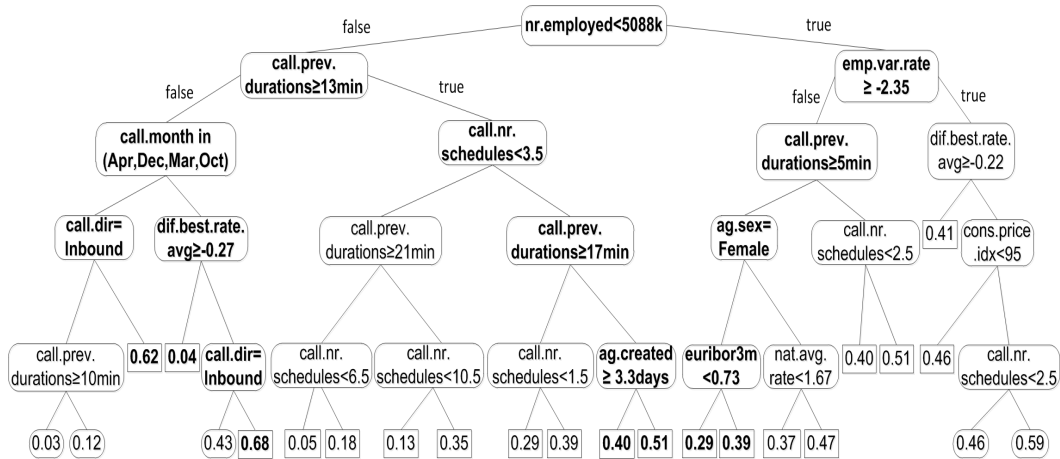 nr.employed<5088k
false
true
call.prev.
durations≥13min
emp.var.rate
≥ -2.35
false
true
false
true
call.month in
(Apr,Dec,Mar,Oct)
call.nr.
schedules<3.5
call.prev.
durations≥5min
dif.best.rate.
avg≥-0.22
call.dir=
Inbound
dif.best.rate.
avg≥-0.27
call.prev.
durations≥21min
call.prev.
durations≥17min
ag.sex=
Female
call.nr.
schedules<2.5
0.41
cons.price
.idx<95
call.prev.
durations≥10min
0.62
0.04
call.dir=
Inbound
call.nr.
schedules<6.5
call.nr.
schedules<10.5
call.nr.
schedules<1.5
ag.created
≥ 3.3days
euribor3m
<0.73
nat.avg.
rate<1.67
0.40
0.51
0.46
call.nr.
schedules<2.5
0.03
0.12
0.43
0.68
0.05
0.18
0.13
0.35
0.29
0.39
0.40
0.51
0.29
0.39
0.37
0.47
0.46
0.59